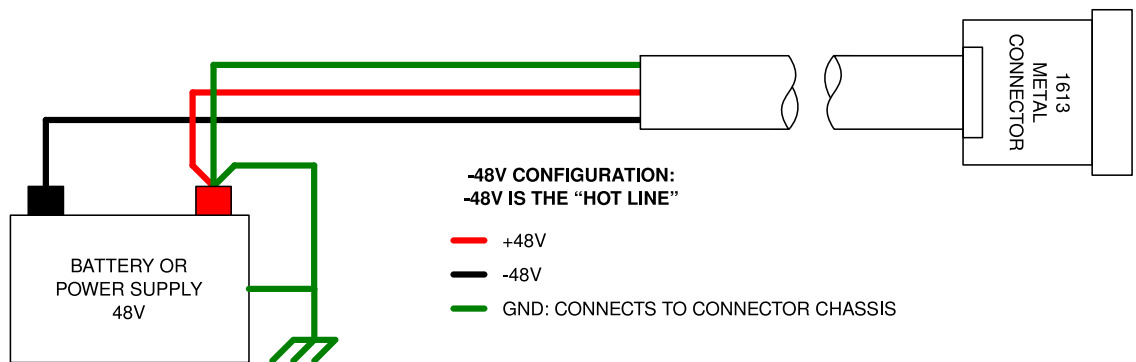 1613
METAL
CONNECTOR
-48V CONFIGURATION:
-48V IS THE “HOT LINE”
+48V
-48V
GND: CONNECTS TO CONNECTOR CHASSIS
BATTERY OR
POWER SUPPLY
48V